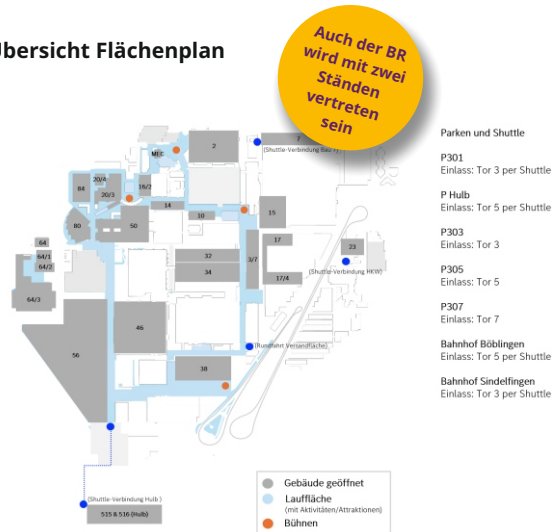 Übersicht Flächenplan
Auch der BR
wird mit zwei
Ständen
vertreten
sein
Parken und Shuttle
P301
Einlass: Tor 3 per Shuttle
P Hulb
Einlass: Tor 5 per Shuttle
P303
Einlass: Tor 3
P305
Einlass: Tor 5
P307
Einlass: Tor 7
Bahnhof Böblingen
Einlass: Tor 5 per Shuttle
Bahnhof Sindelfingen
Einlass: Tor 3 per Shuttle
2
7
MEC
(Shuttle-Verbindung Bau 7)
20/4
84
20/3
16/2
14
10
15
80
50
17
23
64
64/1
64/2
32
34
3/7
17/4
(Shuttle-Verbindung HKW)
64/3
46
56
(Rundfahrt Versandfläche)
38
(Shuttle-Verbindung Hulb )
515 & 516 (Hulb)
Gebäude geöffnet
Lauffläche
(mit Aktivitäten/Attraktionen)
Bühnen